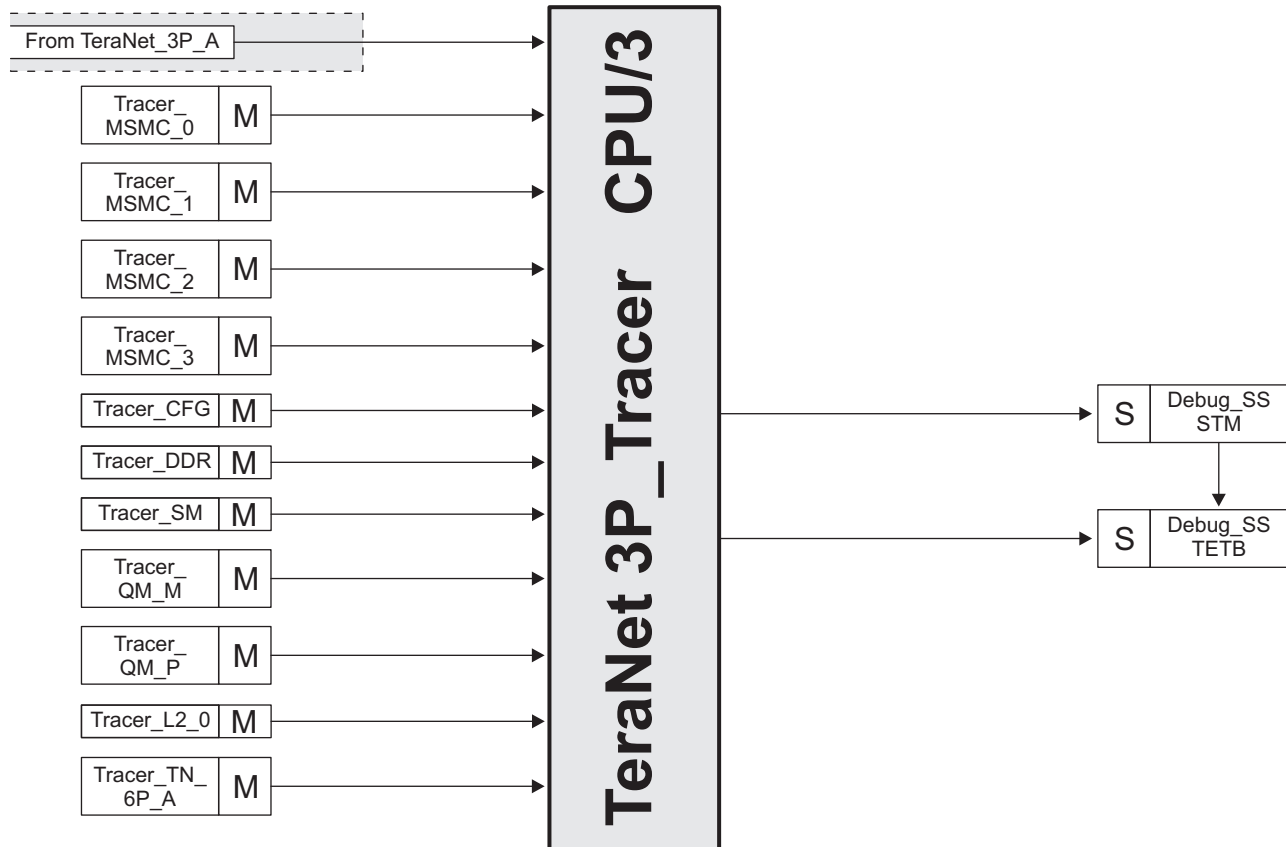 From TeraNet_3P_A
Tracer_
MSMC_0
M
Tracer_
MSMC_1
M
Tracer_
MSMC_2
M
Tracer_
MSMC_3
M
Tracer_CFG
M
Tracer_DDR
M
Tracer_SM
M
Tracer_
QM_M
M
Tracer_
QM_P
M
Tracer_L2_0
M
Tracer_TN_
6P_A
M
TeraNet 3P_Tracer CPU/3
S
Debug_SS
STM
S
Debug_SS
TETB